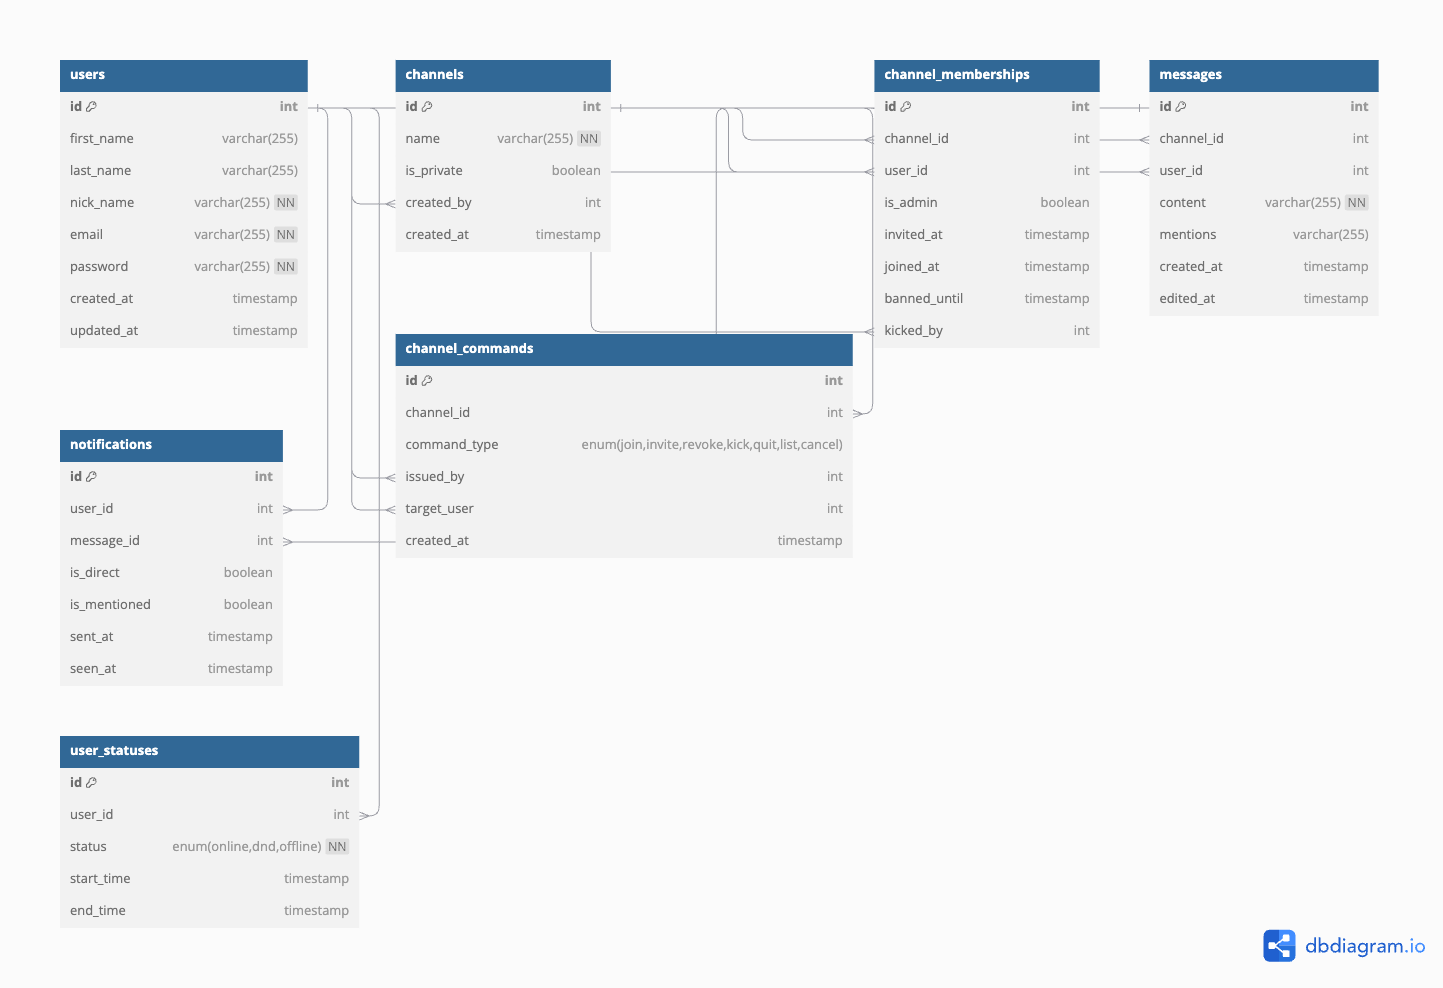 users
id int
first_name varchar(255)
last_name varchar(255)
nick_name varchar(255) NN
email varchar(255) NN
password varchar(255) NN
created_at timestamp
updated_at timestamp
channels
id int
name varchar(255) NN
is_private boolean
created_by int
created_at timestamp
channel_memberships
id int
channel_id int
user_id int
is_admin boolean
invited_at timestamp
joined_at timestamp
banned_until timestamp
kicked_by int
messages
id int
channel_id int
user_id int
content varchar(255) NN
mentions varchar(255)
created_at timestamp
edited_at timestamp
channel_commands
id int
channel_id int
command_type enum(join,invite,revoke,kick,quit,list,cancel)
issued_by int
target_user int
created_at timestamp
notifications
id int
user_id int
message_id int
is_direct boolean
is_mentioned boolean
sent_at timestamp
seen_at timestamp
user_statuses
id int
user_id int
status enum(online,dnd,offline) NN
start_time timestamp
end_time timestamp
dbdiagram.io